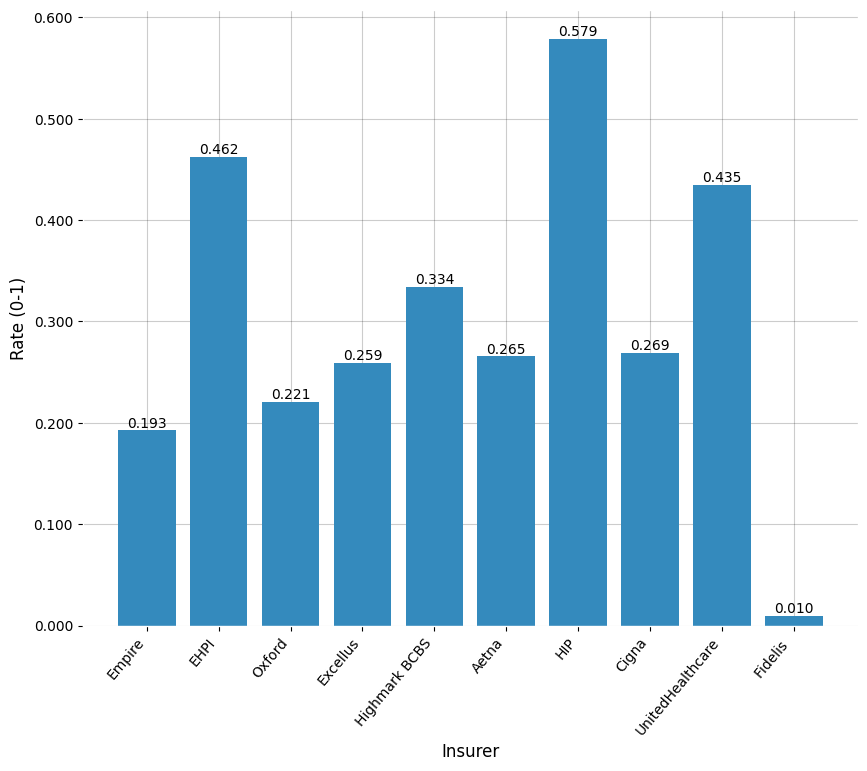 0.600
0.500
0.400
0.300
0.200
0.100
0.000
Rate (0-1)
0.193
0.462
0.221
0.259
0.334
0.265
0.579
0.269
0.435
0.010
Empire
EHPI
Oxford
Excellus
Highmark BCBS
Aetna
HIP
Cigna
UnitedHealthcare
Fidelis
Insurer